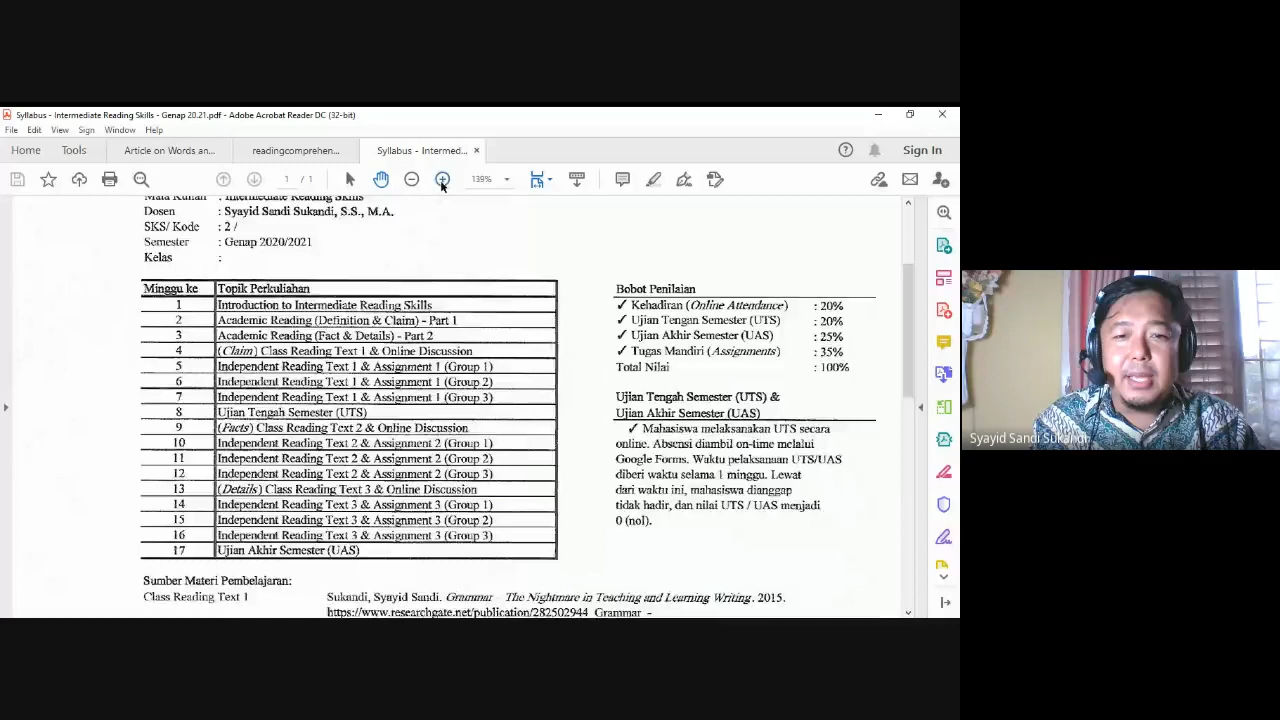 Syllabus - Intermediate Reading Skills - Genap 20.21.pdf - Adobe Acrobat Reader DC (32-bit)
File Edit View Sign Window Help
Home Tools Article on Words an... readingcomprehen... Syllabus - Intermed... Sign In
1 / 1 139%
Mata Kuliah : Intermediate Reading Skills
Dosen : Syayid Sandi Sukandi, S.S., M.A.
SKS/ Kode : 2 /
Semester : Genap 2020/2021
Kelas :
Minggu ke Topik Perkuliahan
1 Introduction to Intermediate Reading Skills
2 Academic Reading (Definition & Claim) - Part 1
3 Academic Reading (Fact & Details) - Part 2
4 (Claim) Class Reading Text 1 & Online Discussion
5 Independent Reading Text 1 & Assignment 1 (Group 1)
6 Independent Reading Text 1 & Assignment 1 (Group 2)
7 Independent Reading Text 1 & Assignment 1 (Group 3)
8 Ujian Tengah Semester (UTS)
9 (Facts) Class Reading Text 2 & Online Discussion
10 Independent Reading Text 2 & Assignment 2 (Group 1)
11 Independent Reading Text 2 & Assignment 2 (Group 2)
12 Independent Reading Text 2 & Assignment 2 (Group 3)
13 (Details) Class Reading Text 3 & Online Discussion
14 Independent Reading Text 3 & Assignment 3 (Group 1)
15 Independent Reading Text 3 & Assignment 3 (Group 2)
16 Independent Reading Text 3 & Assignment 3 (Group 3)
17 Ujian Akhir Semester (UAS)
Bobot Penilaian
✓ Kehadiran (Online Attendance) : 20%
✓ Ujian Tengan Semester (UTS) : 20%
✓ Ujian Akhir Semester (UAS) : 25%
✓ Tugas Mandiri (Assignments) : 35%
Total Nilai : 100%
Ujian Tengah Semester (UTS) &
Ujian Akhir Semester (UAS)
✓ Mahasiswa melaksanakan UTS secara
online. Absensi diambil on-time melalui
Google Forms. Waktu pelaksanaan UTS/UAS
diberi waktu selama 1 minggu. Lewat
dari waktu ini, mahasiswa dianggap
tidak hadir, dan nilai UTS / UAS menjadi
0 (nol).
Sumber Materi Pembelajaran:
Class Reading Text 1 Sukandi, Syayid Sandi. Grammar – The Nightmare in Teaching and Learning Writing. 2015.
https://www.researchgate.net/publication/282502944_Grammar_-
Syayid Sandi Sukandi